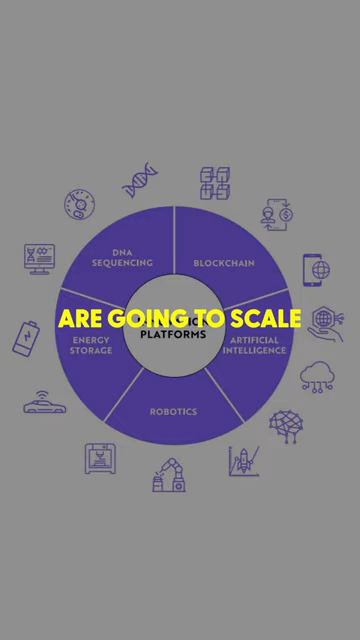 DNA
SEQUENCING
BLOCKCHAIN
ARE GOING TO SCALE
PLATFORMS
ENERGY
STORAGE
ARTIFICIAL
INTELLIGENCE
ROBOTICS